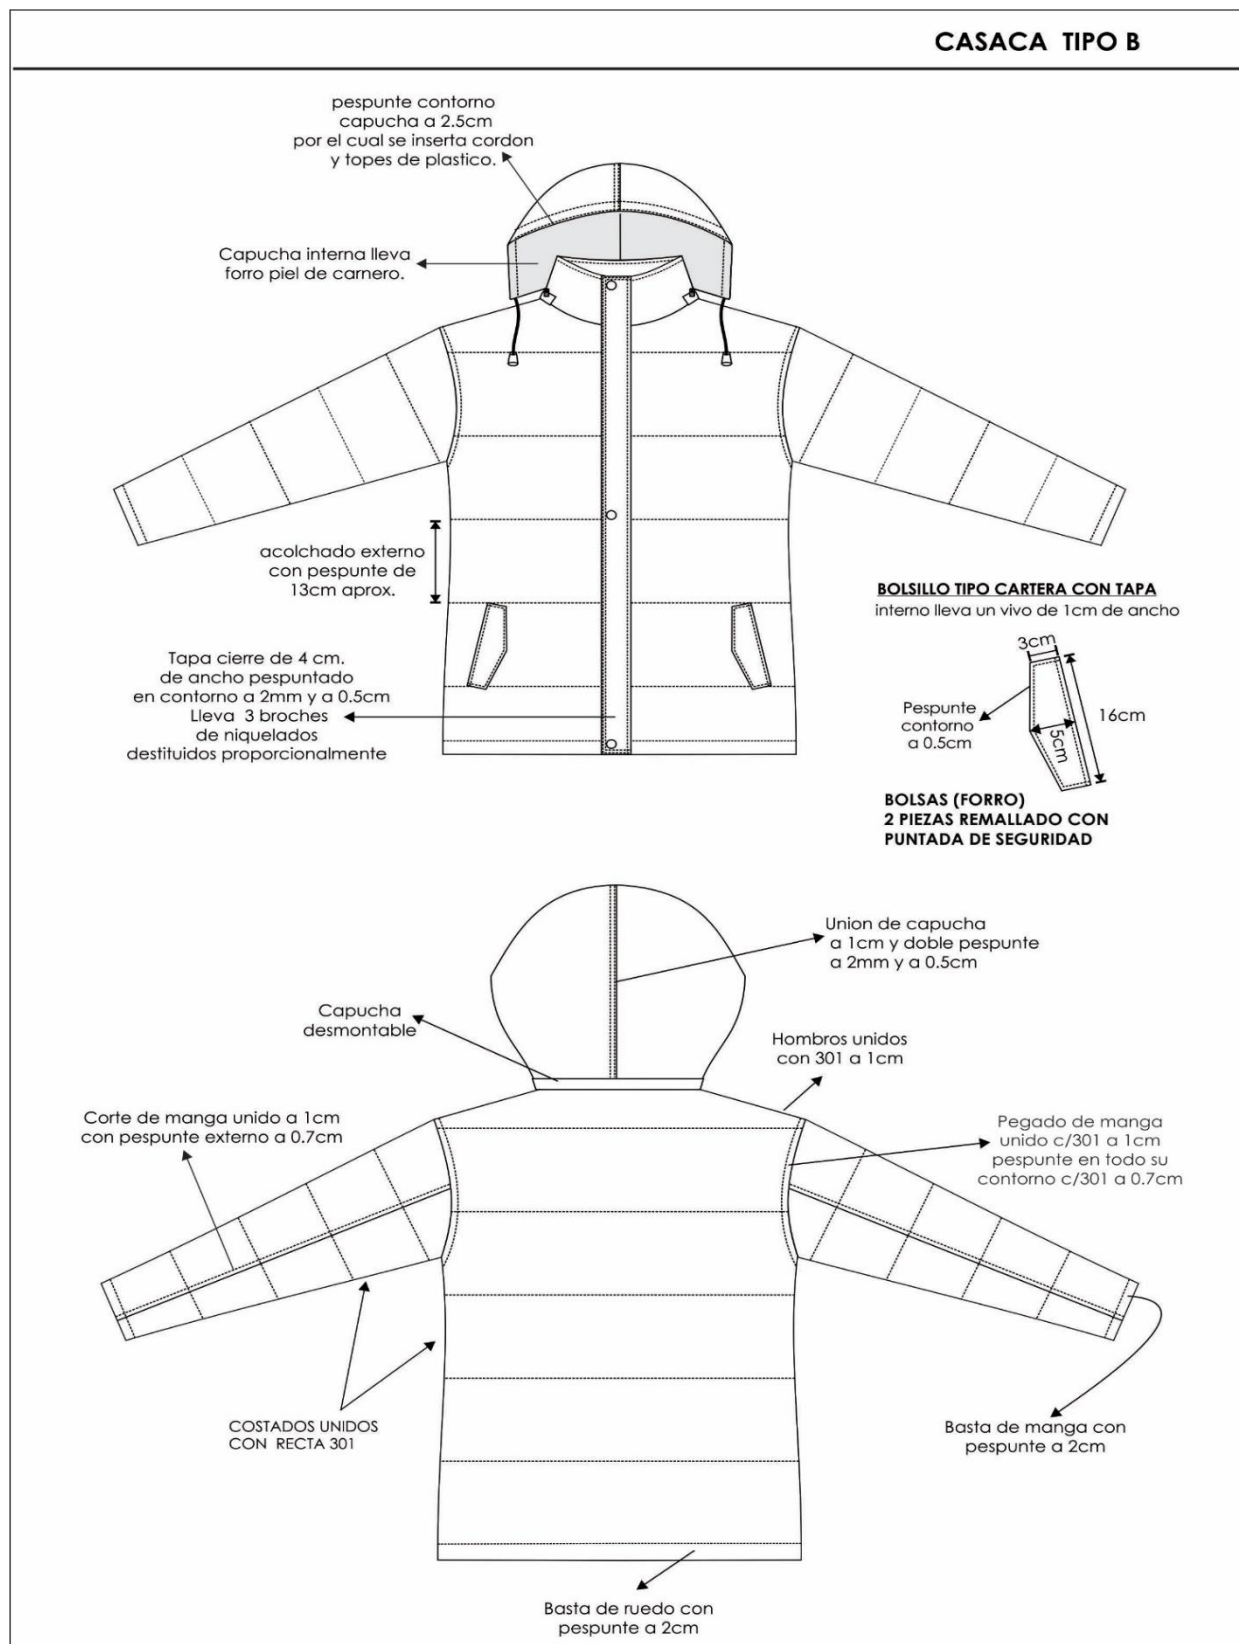 CASACA TIPO B
pespunte contorno
capucha a 2.5cm
por el cual se inserta cordon
y topes de plastico.
Capucha interna lleva
forro piel de carnero.
acolchado externo
con pespunte de
13cm aprox.
Tapa cierre de 4 cm.
de ancho pespuntado
en contorno a 2mm y a 0.5cm
Lleva 3 broches
de niquelados
destituidos proporcionalmente
BOLSILLO TIPO CARTERA CON TAPA
interno lleva un vivo de 1cm de ancho
3cm
Pespunte
contorno
a 0.5cm
16cm
5cm
BOLSAS (FORRO)
2 PIEZAS REMALLADO CON
PUNTADA DE SEGURIDAD
Union de capucha
a 1cm y doble pespunte
a 2mm y a 0.5cm
Capucha
desmontable
Hombros unidos
con 301 a 1cm
Corte de manga unido a 1cm
con pespunte externo a 0.7cm
Pegado de manga
unido c/301 a 1cm
pespunte en todo su
contorno c/301 a 0.7cm
COSTADOS UNIDOS
CON RECTA 301
Basta de manga con
pespunte a 2cm
Basta de ruedo con
pespunte a 2cm